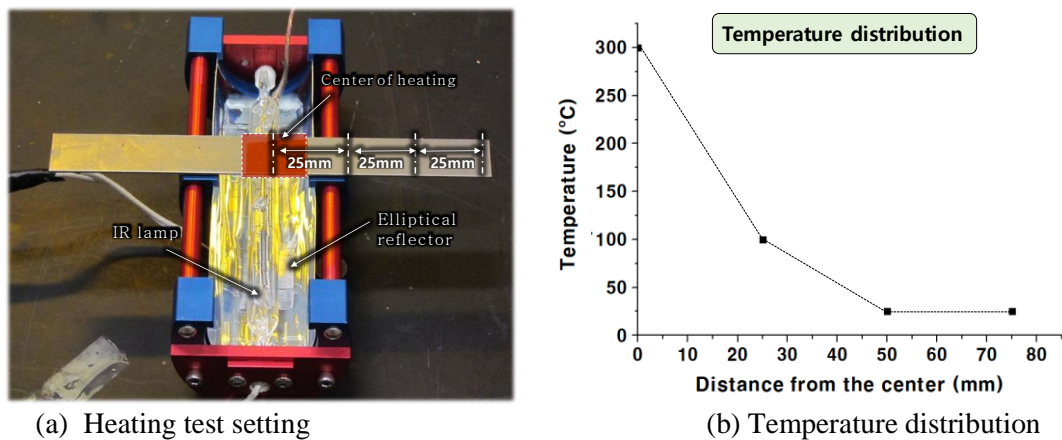 Center of heating
25mm 25mm 25mm
IR lamp
Elliptical
reflector
(a) Heating test setting
Temperature distribution
Temperature (°C)
300
250
200
150
100
50
0
0 10 20 30 40 50 60 70 80
Distance from the center (mm)
(b) Temperature distribution